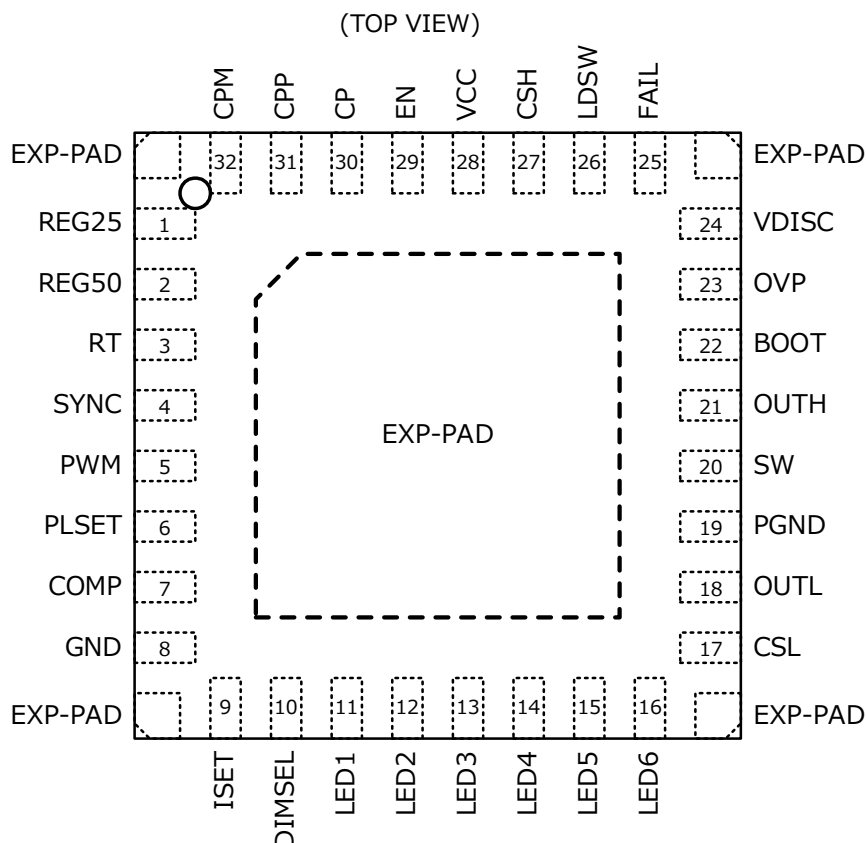 (TOP VIEW)
CPM
CPP
CP
EN
VCC
CSH
LDSW
FAIL
EXP-PAD
32
31
30
29
28
27
26
25
EXP-PAD
REG25
1
24
VDISC
REG50
2
23
OVP
RT
3
22
BOOT
SYNC
4
21
OUTH
EXP-PAD
PWM
5
20
SW
PLSET
6
19
PGND
COMP
7
18
OUTL
GND
8
17
CSL
EXP-PAD
9
10
11
12
13
14
15
16
EXP-PAD
ISET
DIMSEL
LED1
LED2
LED3
LED4
LED5
LED6